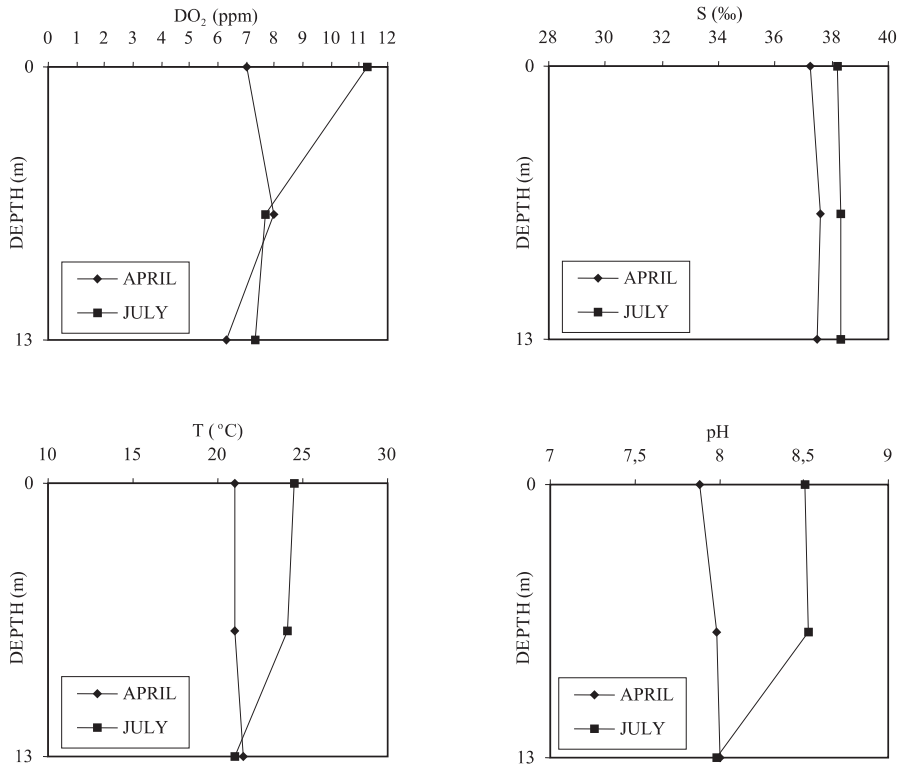 DO₂ (ppm)
0 1 2 3 4 5 6 7 8 9 10 11 12
0
DEPTH (m)
APRIL
JULY
13
S (‰)
28 30 32 34 36 38 40
0
DEPTH (m)
APRIL
JULY
13
T ( °C)
10 15 20 25 30
0
DEPTH (m)
APRIL
JULY
13
pH
7 7,5 8 8,5 9
0
DEPTH (m)
APRIL
JULY
13